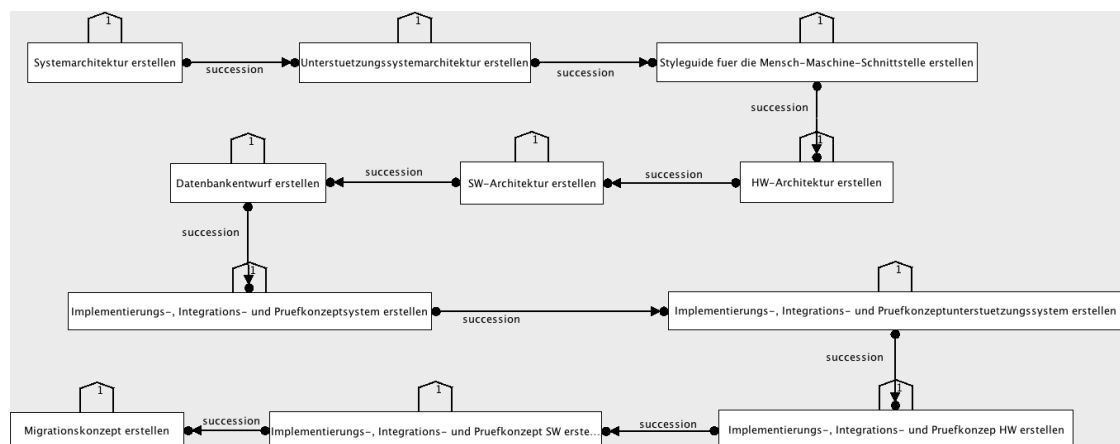 1
1
1
Systemarchitektur erstellen
succession
Unterstuetzungssystemarchitektur erstellen
succession
Styleguide fuer die Mensch-Maschine-Schnittstelle erstellen
succession
1
1
1
Datenbankentwurf erstellen
succession
SW-Architektur erstellen
succession
HW-Architektur erstellen
succession
1
1
Implementierungs-, Integrations- und Pruefkonzeptsystem erstellen
succession
Implementierungs-, Integrations- und Pruefkonzeptunterstuetzungssystem erstellen
succession
1
1
1
Migrationskonzept erstellen
succession
Implementierungs-, Integrations- und Pruefkonzept SW erste...
succession
Implementierungs-, Integrations- und Pruefkonzep HW erstellen